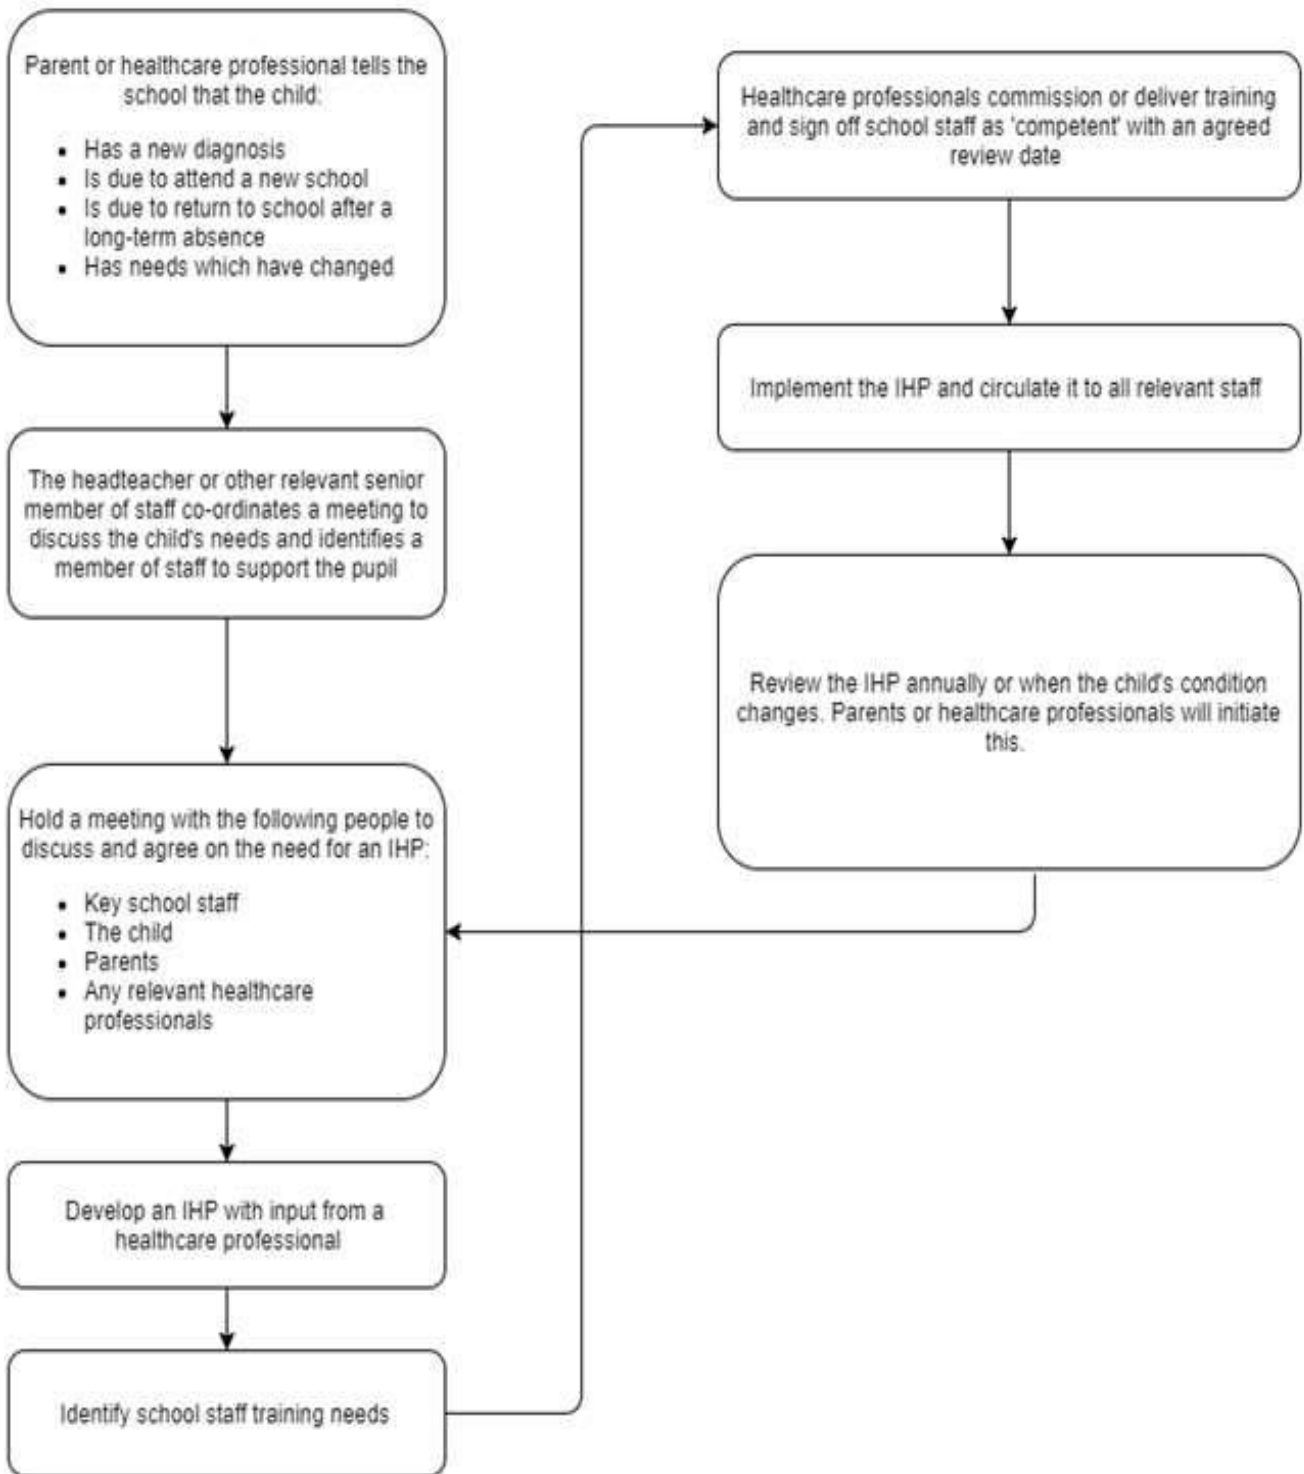 Parent or healthcare professional tells the
school that the child:
• Has a new diagnosis
• Is due to attend a new school
• Is due to return to school after a
long-term absence
• Has needs which have changed
The headteacher or other relevant senior
member of staff co-ordinates a meeting to
discuss the child's needs and identifies a
member of staff to support the pupil
Hold a meeting with the following people to
discuss and agree on the need for an IHP:
• Key school staff
• The child
• Parents
• Any relevant healthcare
professionals
Develop an IHP with input from a
healthcare professional
Identify school staff training needs
Healthcare professionals commission or deliver training
and sign off school staff as 'competent' with an agreed
review date
Implement the IHP and circulate it to all relevant staff
Review the IHP annually or when the child's condition
changes. Parents or healthcare professionals will initiate
this.